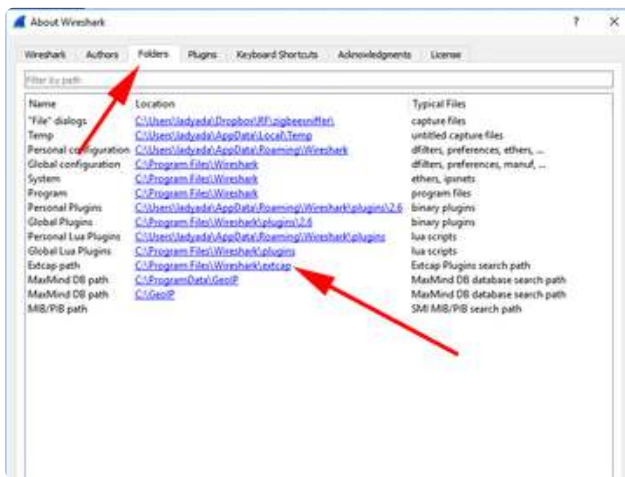 About Wireshark ? ×
Wireshark Authors Folders Plugins Keyboard Shortcuts Acknowledgments License
Filter by path
Name Location Typical Files
"File" dialogs C:\Users\ladyada\Dropbox\RF\zigbeesniffer\ capture files
Temp C:\Users\ladyada\AppData\Local\Temp untitled capture files
Personal configuration C:\Users\ladyada\AppData\Roaming\Wireshark dfilters, preferences, ethers, ...
Global configuration C:\Program Files\Wireshark dfilters, preferences, manuf, ...
System C:\Program Files\Wireshark ethers, ipxnets
Program C:\Program Files\Wireshark program files
Personal Plugins C:\Users\ladyada\AppData\Roaming\Wireshark\plugins\2.6 binary plugins
Global Plugins C:\Program Files\Wireshark\plugins\2.6 binary plugins
Personal Lua Plugins C:\Users\ladyada\AppData\Roaming\Wireshark\plugins lua scripts
Global Lua Plugins C:\Program Files\Wireshark\plugins lua scripts
Extcap path C:\Program Files\Wireshark\extcap Extcap Plugins search path
MaxMind DB path C:\ProgramData\GeoIP MaxMind DB database search path
MaxMind DB path C:\GeoIP MaxMind DB database search path
MIB/PIB path SMI MIB/PIB search path